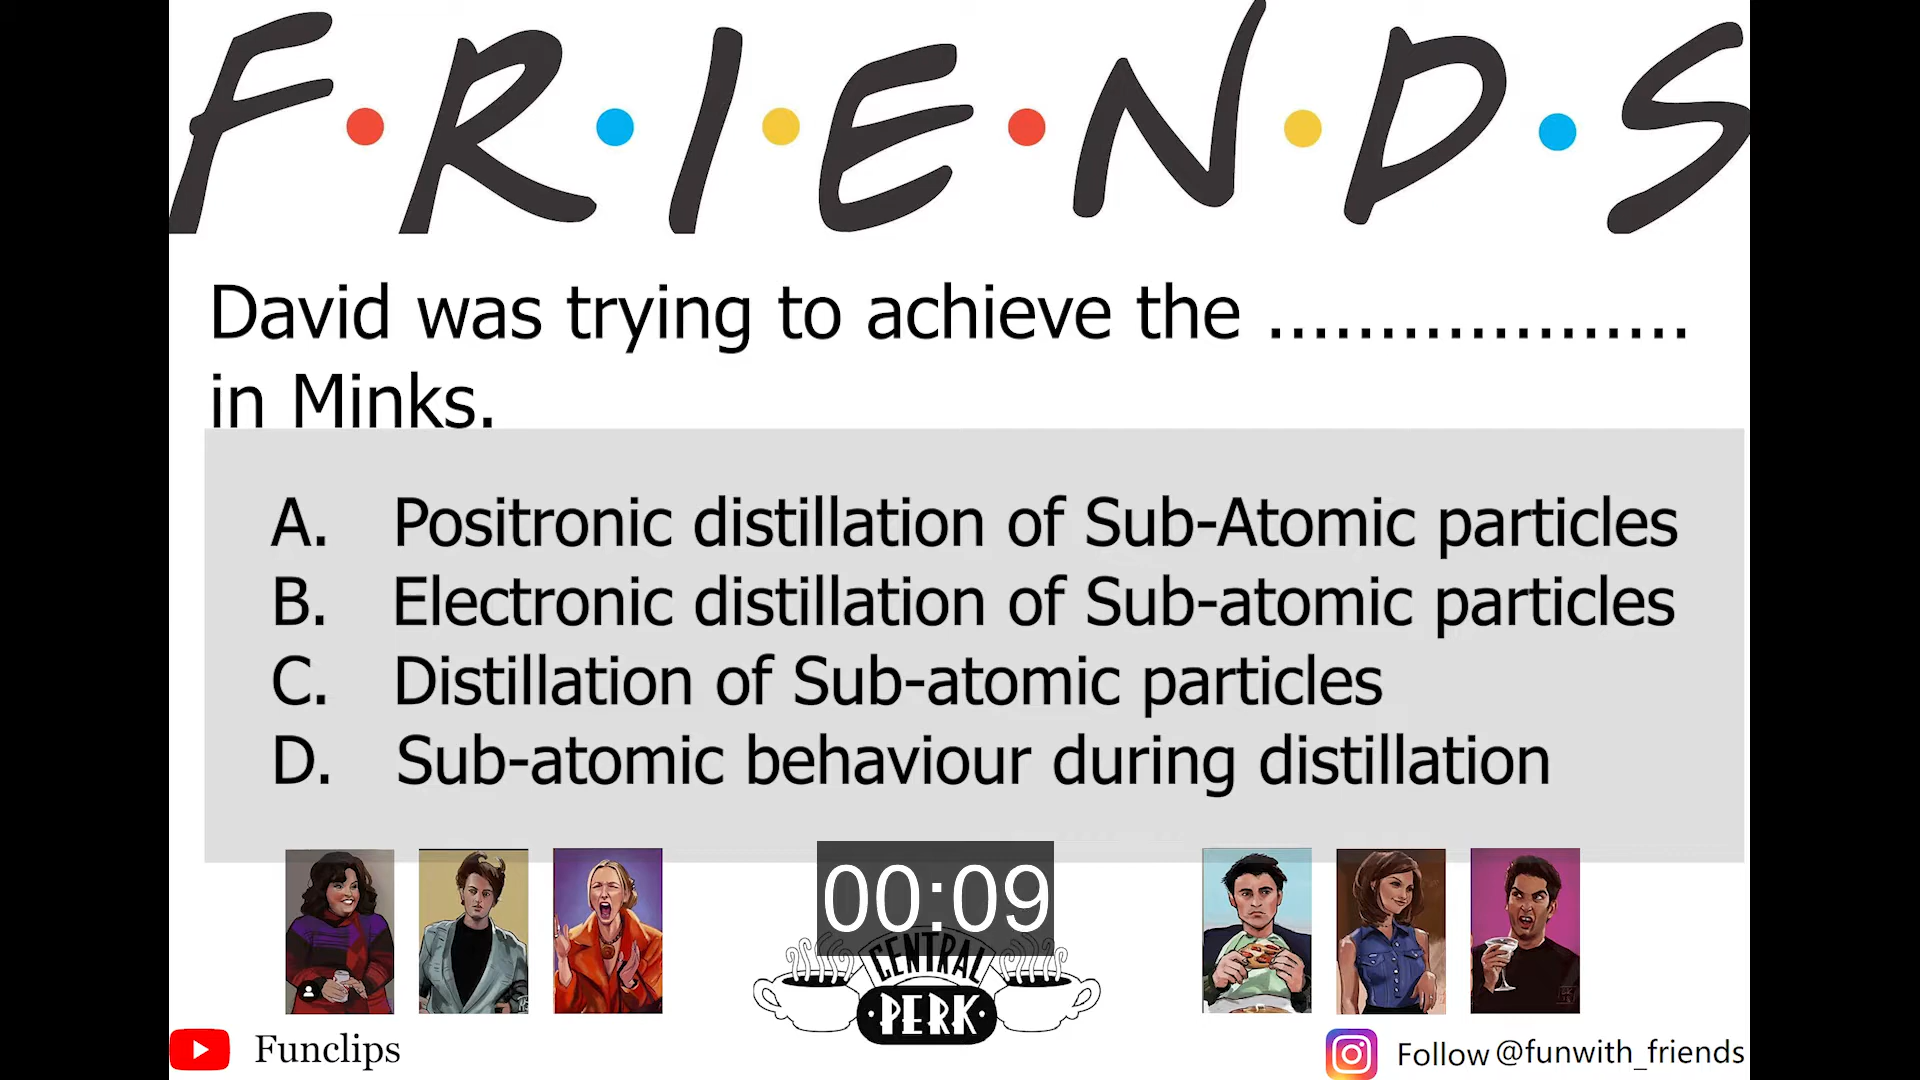 F.R.I.E.N.D.S
David was trying to achieve the ...................
in Minks.
A. Positronic distillation of Sub-Atomic particles
B. Electronic distillation of Sub-atomic particles
C. Distillation of Sub-atomic particles
D. Sub-atomic behaviour during distillation
00:09
CENTRAL
PERK
Funclips
Follow @funwith_friends